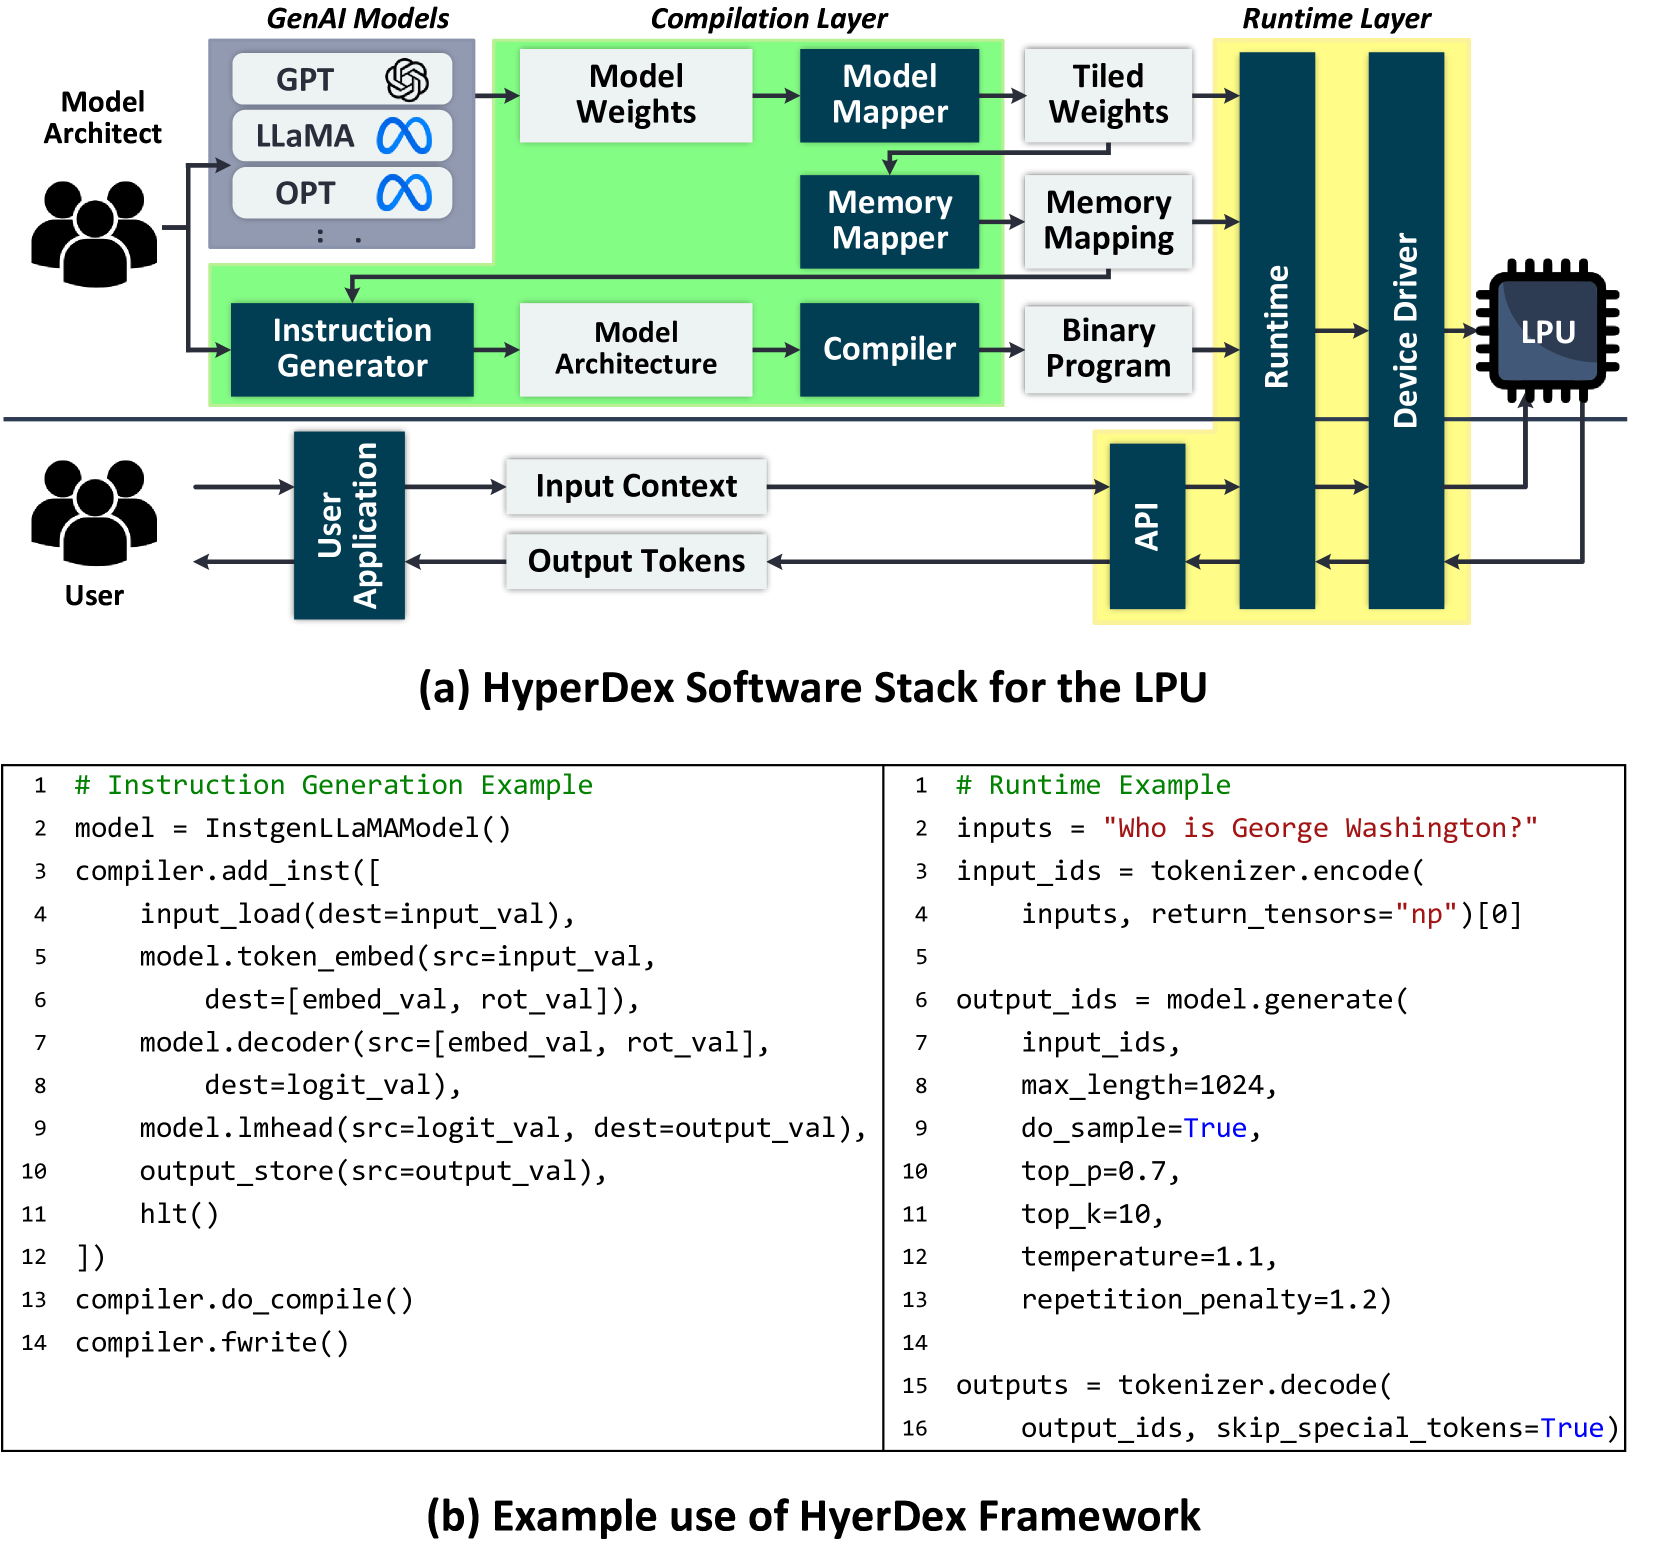 GenAI Models
Compilation Layer
Runtime Layer
Model
Architect
GPT
LLaMA
OPT
: .
Model
Weights
Model
Mapper
Tiled
Weights
Memory
Mapper
Memory
Mapping
Instruction
Generator
Model
Architecture
Compiler
Binary
Program
Runtime
Device Driver
LPU
User
User
Application
Input Context
Output Tokens
API
(a) HyperDex Software Stack for the LPU
1 # Instruction Generation Example
2 model = InstgenLLaMAModel()
3 compiler.add_inst([
4     input_load(dest=input_val),
5     model.token_embed(src=input_val,
6         dest=[embed_val, rot_val]),
7     model.decoder(src=[embed_val, rot_val],
8         dest=logit_val),
9     model.lmhead(src=logit_val, dest=output_val),
10     output_store(src=output_val),
11     hlt()
12 ])
13 compiler.do_compile()
14 compiler.fwrite()
1 # Runtime Example
2 inputs = "Who is George Washington?"
3 input_ids = tokenizer.encode(
4     inputs, return_tensors="np")[0]
5
6 output_ids = model.generate(
7     input_ids,
8     max_length=1024,
9     do_sample=True,
10     top_p=0.7,
11     top_k=10,
12     temperature=1.1,
13     repetition_penalty=1.2)
14
15 outputs = tokenizer.decode(
16     output_ids, skip_special_tokens=True)
(b) Example use of HyerDex Framework